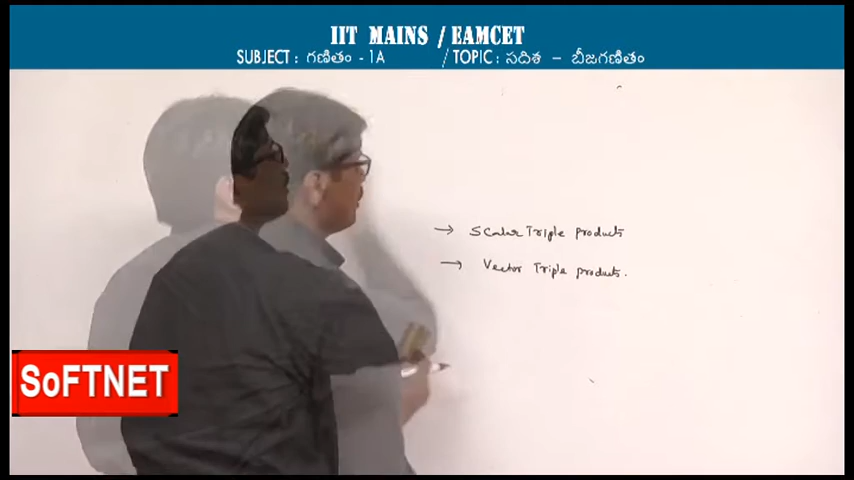 IIT MAINS / EAMCET
SUBJECT : గణితం - 1A / TOPIC : సదిశ - బీజగణితం
→ Scalar Triple products
→ Vector Triple products.
SoFTNET